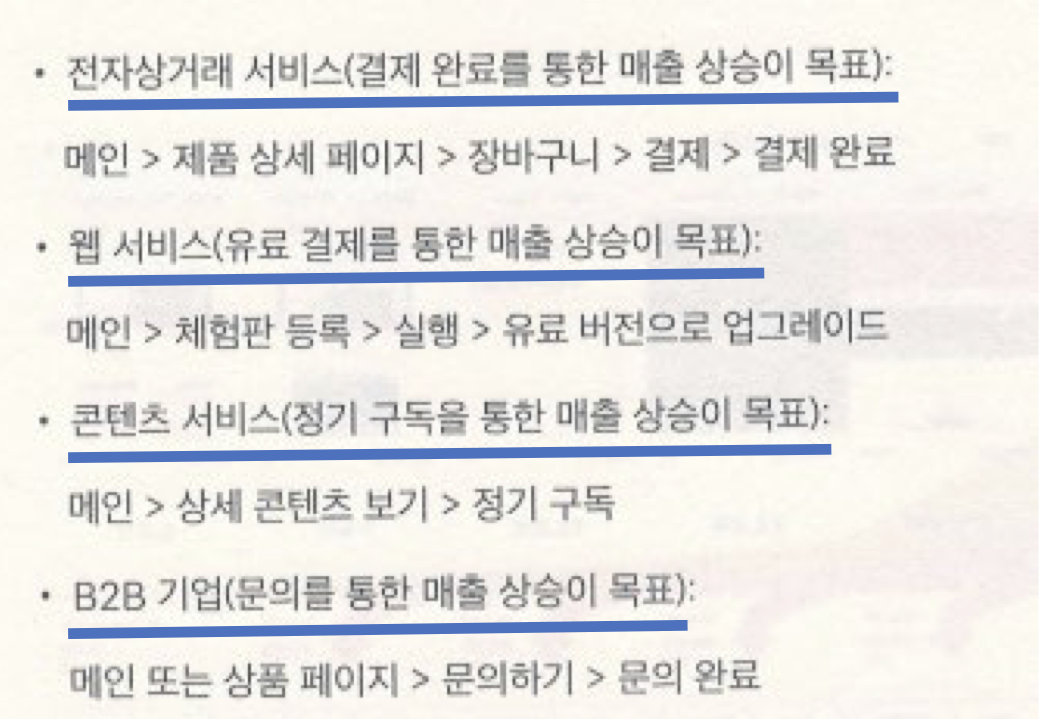 • 전자상거래 서비스(결제 완료를 통한 매출 상승이 목표):
메인 > 제품 상세 페이지 > 장바구니 > 결제 > 결제 완료
• 웹 서비스(유료 결제를 통한 매출 상승이 목표):
메인 > 체험판 등록 > 실행 > 유료 버전으로 업그레이드
• 콘텐츠 서비스(정기 구독을 통한 매출 상승이 목표):
메인 > 상세 콘텐츠 보기 > 정기 구독
• B2B 기업(문의를 통한 매출 상승이 목표):
메인 또는 상품 페이지 > 문의하기 > 문의 완료